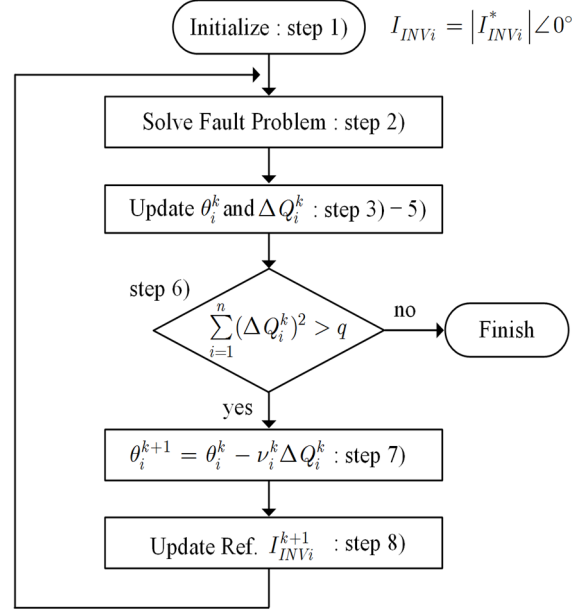 Initialize : step 1)
I_{INVi} = |I^{*}_{INVi}|∠0°
Solve Fault Problem : step 2)
Update θ_i^k and ΔQ_i^k : step 3) − 5)
step 6)
\sum_{i=1}^{n} (ΔQ_i^k)^2 > q
no
Finish
yes
θ_i^{k+1} = θ_i^k − ν_i^k ΔQ_i^k : step 7)
Update Ref. I_{INVi}^{k+1} : step 8)